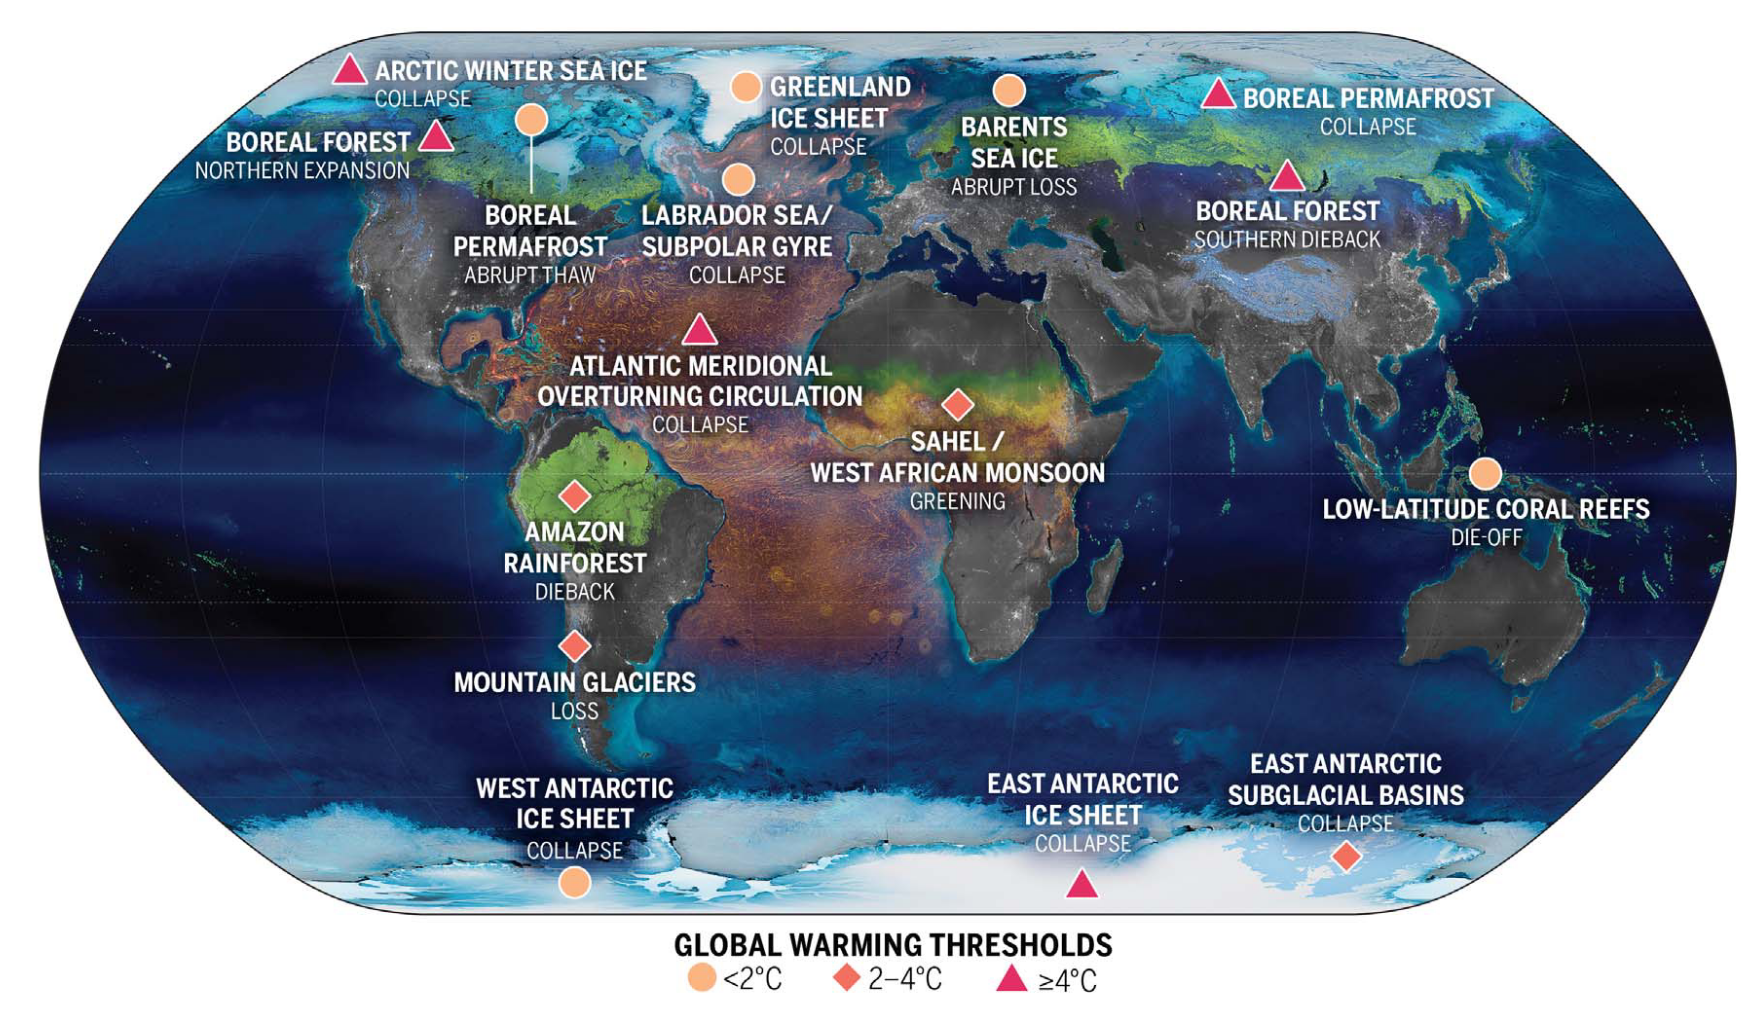 ARCTIC WINTER SEA ICE
COLLAPSE
BOREAL FOREST
NORTHERN EXPANSION
BOREAL
PERMAFROST
ABRUPT THAW
GREENLAND
ICE SHEET
COLLAPSE
LABRADOR SEA/
SUBPOLAR GYRE
COLLAPSE
BARENTS
SEA ICE
ABRUPT LOSS
BOREAL PERMAFROST
COLLAPSE
BOREAL FOREST
SOUTHERN DIEBACK
ATLANTIC MERIDIONAL
OVERTURNING CIRCULATION
COLLAPSE
SAHEL /
WEST AFRICAN MONSOON
GREENING
LOW-LATITUDE CORAL REEFS
DIE-OFF
AMAZON
RAINFOREST
DIEBACK
MOUNTAIN GLACIERS
LOSS
WEST ANTARCTIC
ICE SHEET
COLLAPSE
EAST ANTARCTIC
ICE SHEET
COLLAPSE
EAST ANTARCTIC
SUBGLACIAL BASINS
COLLAPSE
GLOBAL WARMING THRESHOLDS
<2°C 2–4°C ≥4°C